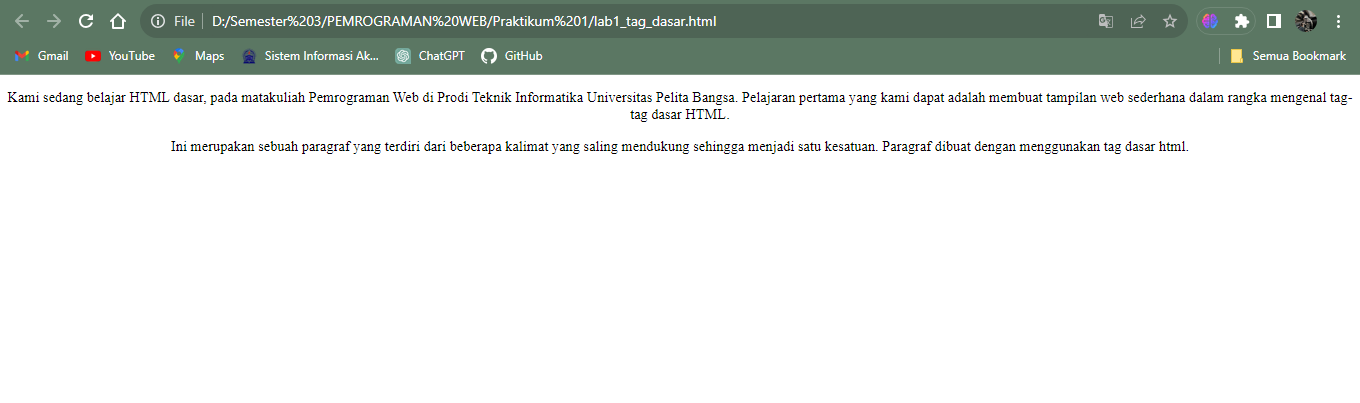 File D:/Semester%203/PEMROGRAMAN%20WEB/Praktikum%201/lab1_tag_dasar.html
Gmail YouTube Maps Sistem Informasi Ak... ChatGPT GitHub Semua Bookmark
Kami sedang belajar HTML dasar, pada matakuliah Pemrograman Web di Prodi Teknik Informatika Universitas Pelita Bangsa. Pelajaran pertama yang kami dapat adalah membuat tampilan web sederhana dalam rangka mengenal tag-
tag dasar HTML.
Ini merupakan sebuah paragraf yang terdiri dari beberapa kalimat yang saling mendukung sehingga menjadi satu kesatuan. Paragraf dibuat dengan menggunakan tag dasar html.